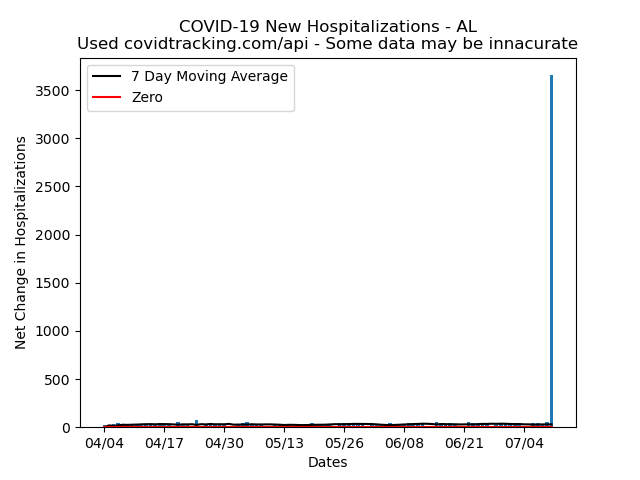 COVID-19 New Hospitalizations - AL
Used covidtracking.com/api - Some data may be innacurate
7 Day Moving Average
Zero
Net Change in Hospitalizations
3500
3000
2500
2000
1500
1000
500
0
04/04 04/17 04/30 05/13 05/26 06/08 06/21 07/04
Dates